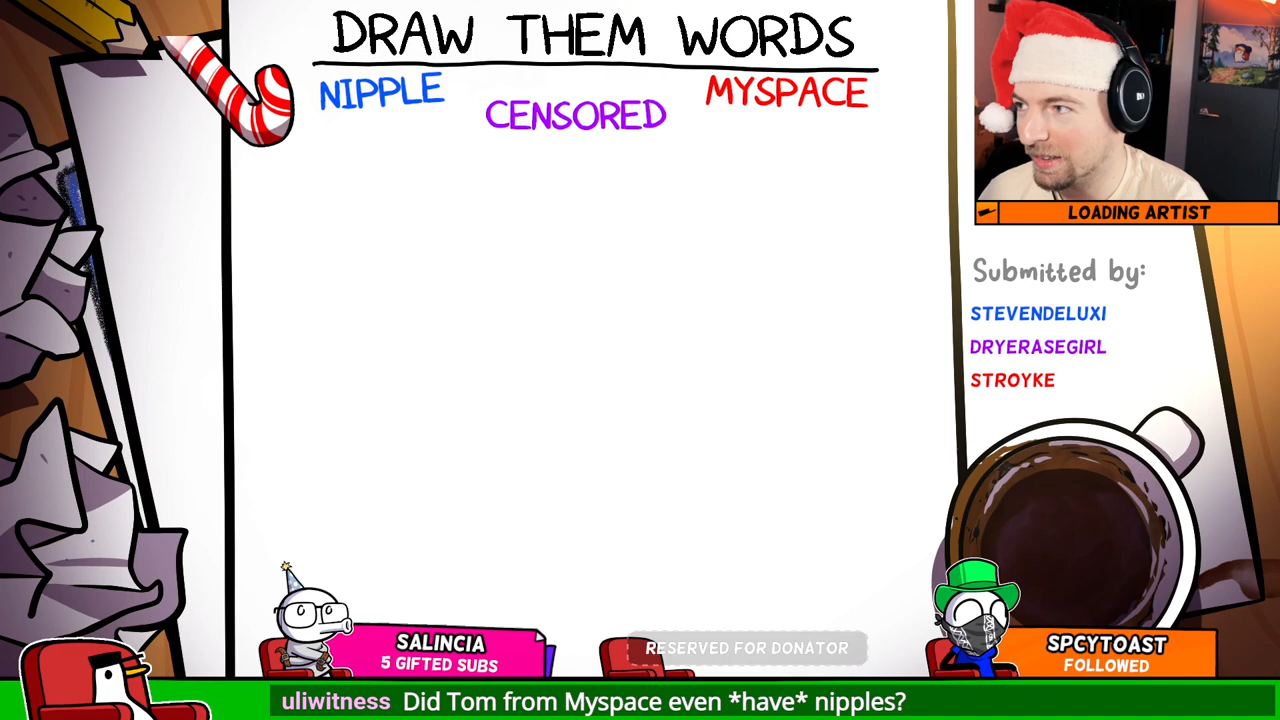 DRAW THEM WORDS
NIPPLE
CENSORED
MYSPACE
LOADING ARTIST
Submitted by:
STEVENDELUXI
DRYERASEGIRL
STROYKE
SALINCIA
5 GIFTED SUBS
RESERVED FOR DONATOR
SPCYTOAST
FOLLOWED
uliwitness Did Tom from Myspace even *have* nipples?